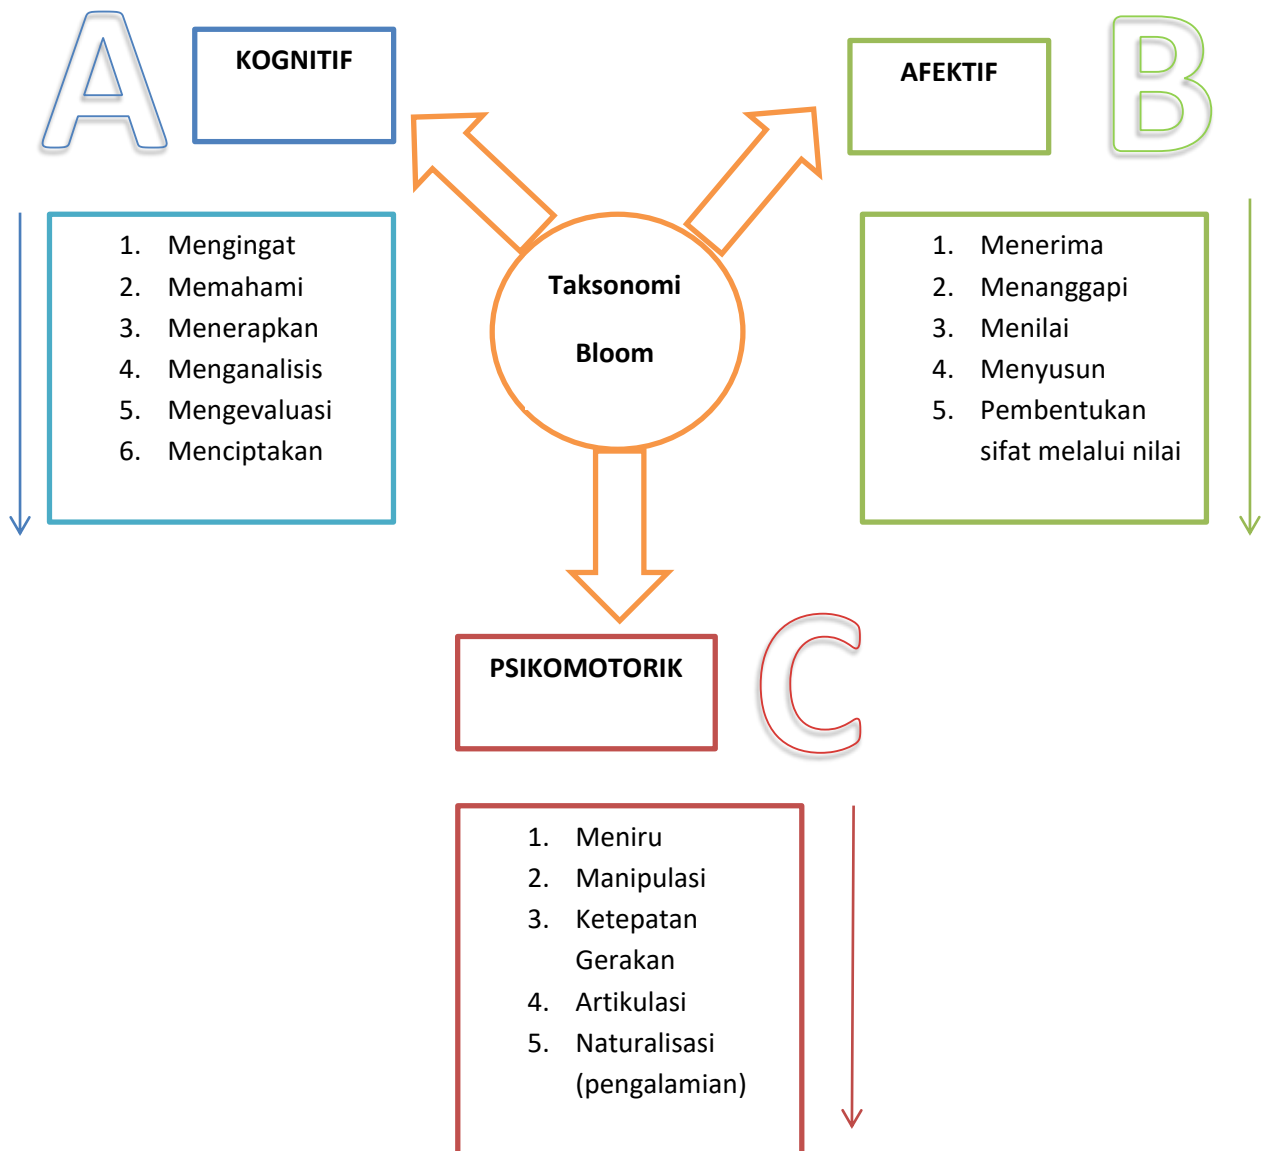 A
KOGNITIF
AFEKTIF
B
1. Mengingat
2. Memahami
3. Menerapkan
4. Menganalisis
5. Mengevaluasi
6. Menciptakan
Taksonomi
Bloom
1. Menerima
2. Menanggapi
3. Menilai
4. Menyusun
5. Pembentukan
sifat melalui nilai
PSIKOMOTORIK
C
1. Meniru
2. Manipulasi
3. Ketepatan
Gerakan
4. Artikulasi
5. Naturalisasi
(pengalamian)